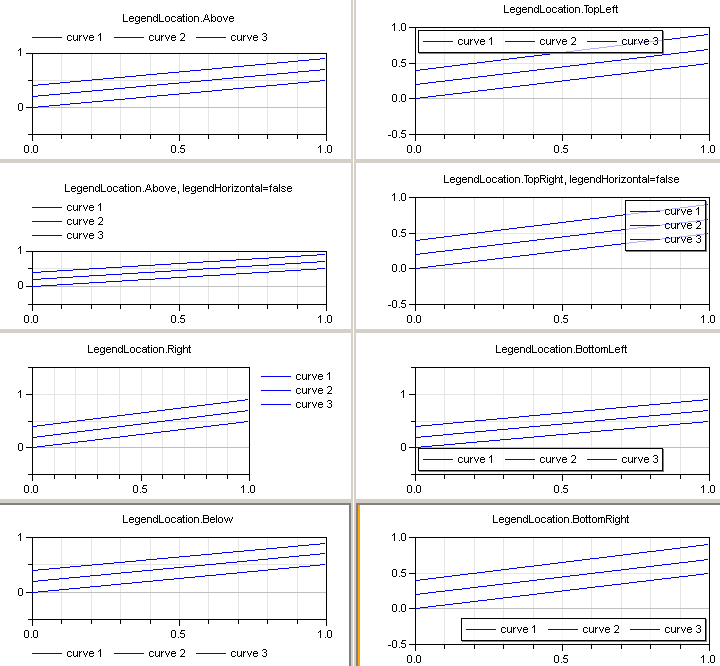 LegendLocation.Above
curve 1 curve 2 curve 3
1
0
0.0 0.5 1.0
LegendLocation.TopLeft
1.0
curve 1 curve 2 curve 3
0.5
0.0
-0.5
0.0 0.5 1.0
LegendLocation.Above, legendHorizontal=false
curve 1
curve 2
curve 3
1
0
0.0 0.5 1.0
LegendLocation.TopRight, legendHorizontal=false
1.0
curve 1
curve 2
0.5
curve 3
0.0
-0.5
0.0 0.5 1.0
LegendLocation.Right
curve 1
curve 2
1
curve 3
0
0.0 0.5 1.0
LegendLocation.BottomLeft
1
0
curve 1 curve 2 curve 3
0.0 0.5 1.0
LegendLocation.Below
1
0
0.0 0.5 1.0
curve 1 curve 2 curve 3
LegendLocation.BottomRight
1.0
0.5
0.0
curve 1 curve 2 curve 3
-0.5
0.0 0.5 1.0